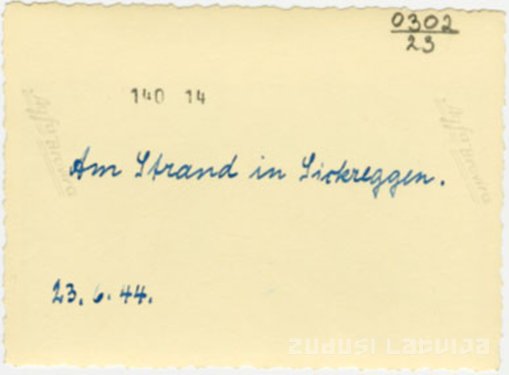 0302
23
140 14
Am Strand in Sickreggen.
23. 6. 44.
zudusi Latvija